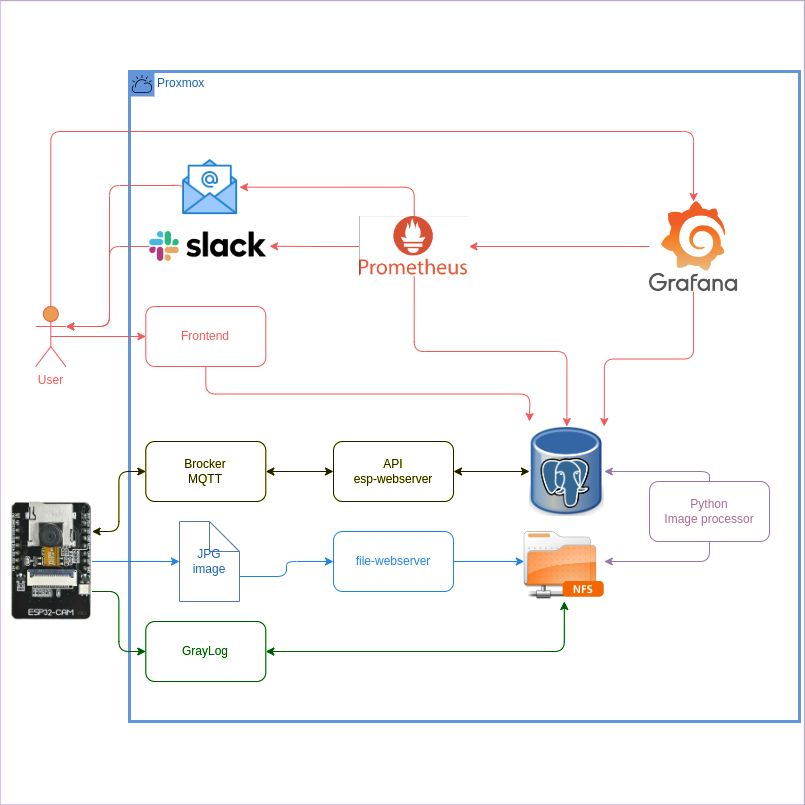 Proxmox
@
slack
Prometheus
Grafana
Frontend
User
Brocker
MQTT
API
esp-webserver
Python
Image processor
JPG
image
file-webserver
NFS
ESP32-CAM
GrayLog